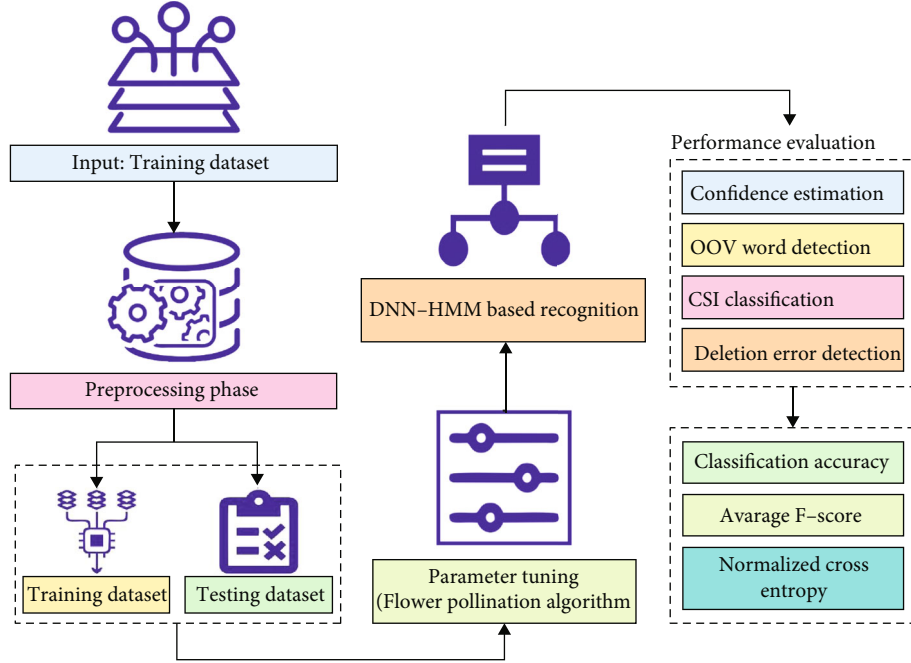 Input: Training dataset
Preprocessing phase
Training dataset
Testing dataset
Parameter tuning
(Flower pollination algorithm
DNN–HMM based recognition
Performance evaluation
Confidence estimation
OOV word detection
CSI classification
Deletion error detection
Classification accuracy
Avarage F–score
Normalized cross
entropy